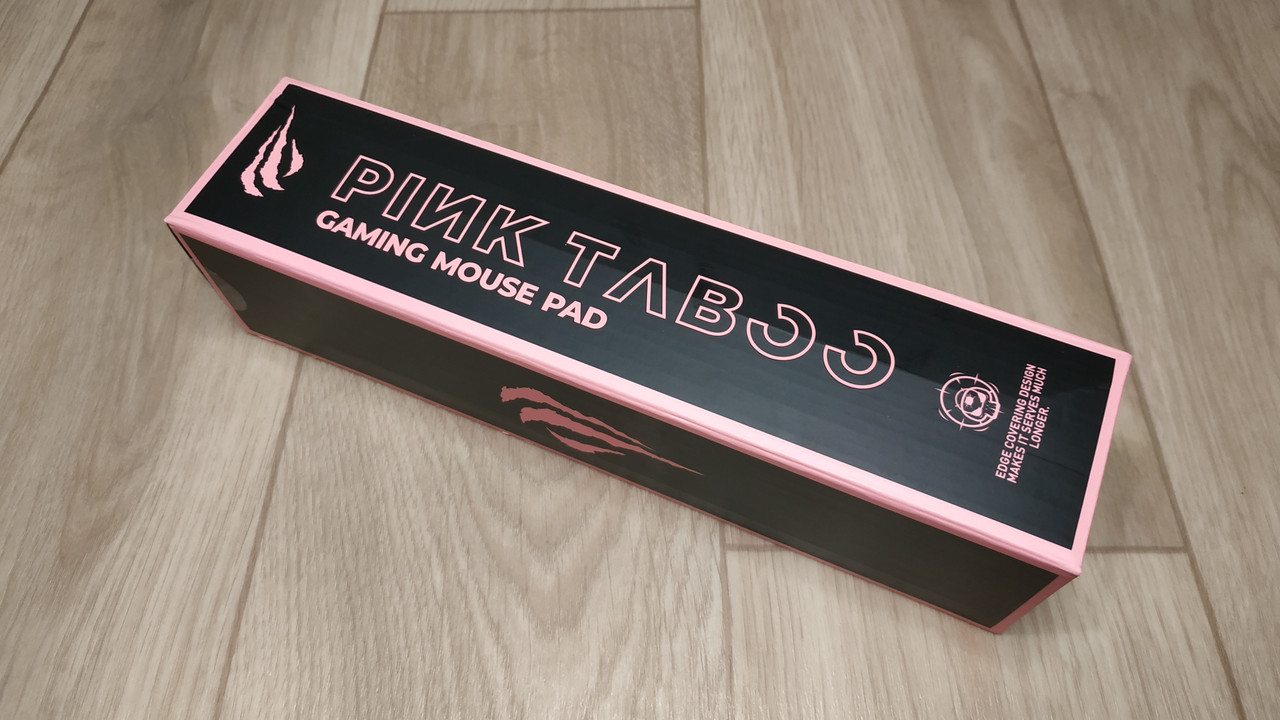 PINK TABOO
GAMING MOUSE PAD
EDGE COVERING DESIGN
MAKES IT SERVES MUCH
LONGER.